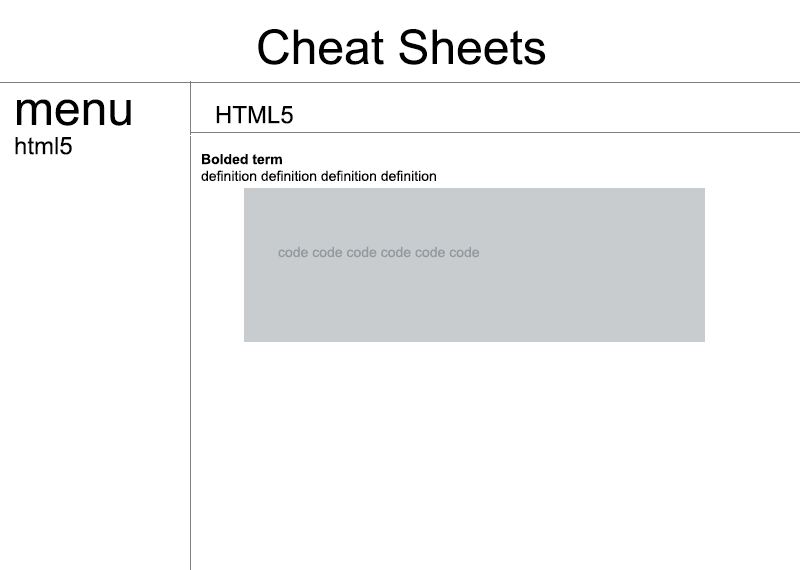 Cheat Sheets
menu
html5
HTML5
Bolded term
definition definition definition definition
code code code code code code